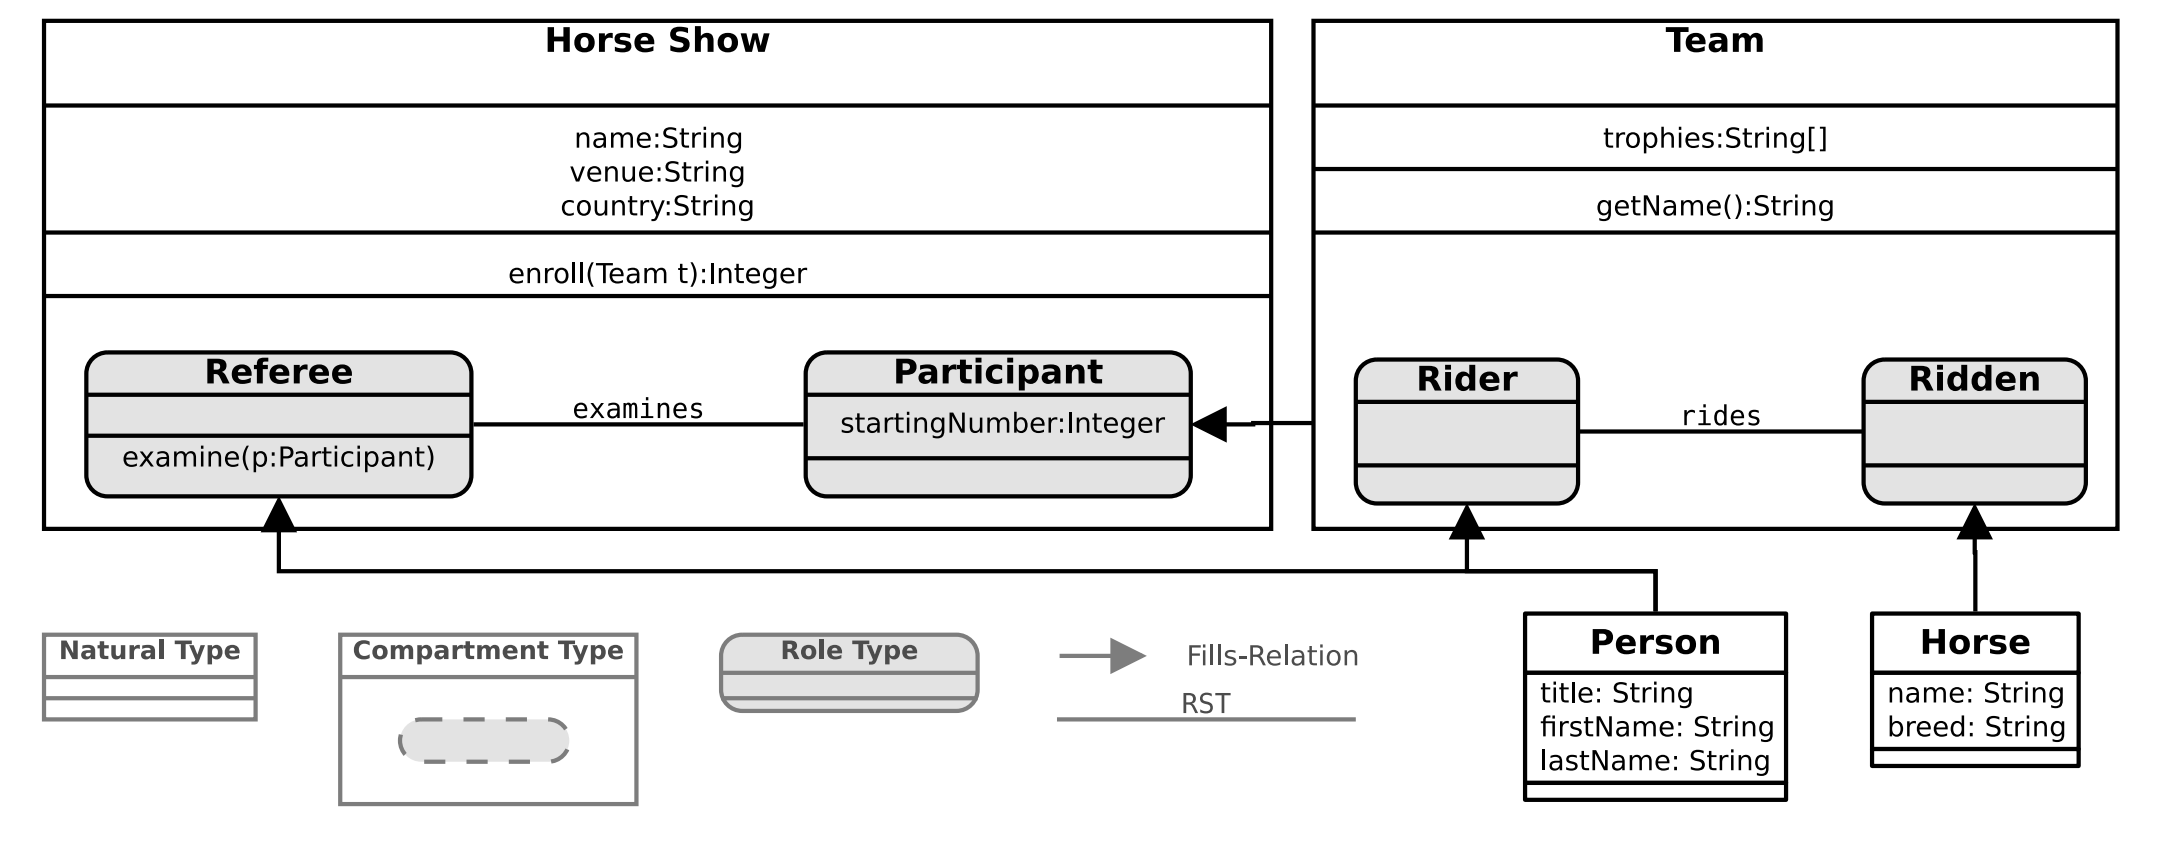 Horse Show
name:String
venue:String
country:String
enroll(Team t):Integer
Referee
examine(p:Participant)
examines
Participant
startingNumber:Integer
Team
trophies:String[]
getName():String
Rider
rides
Ridden
Natural Type
Compartment Type
Role Type
Fills-Relation
RST
Person
title: String
firstName: String
lastName: String
Horse
name: String
breed: String